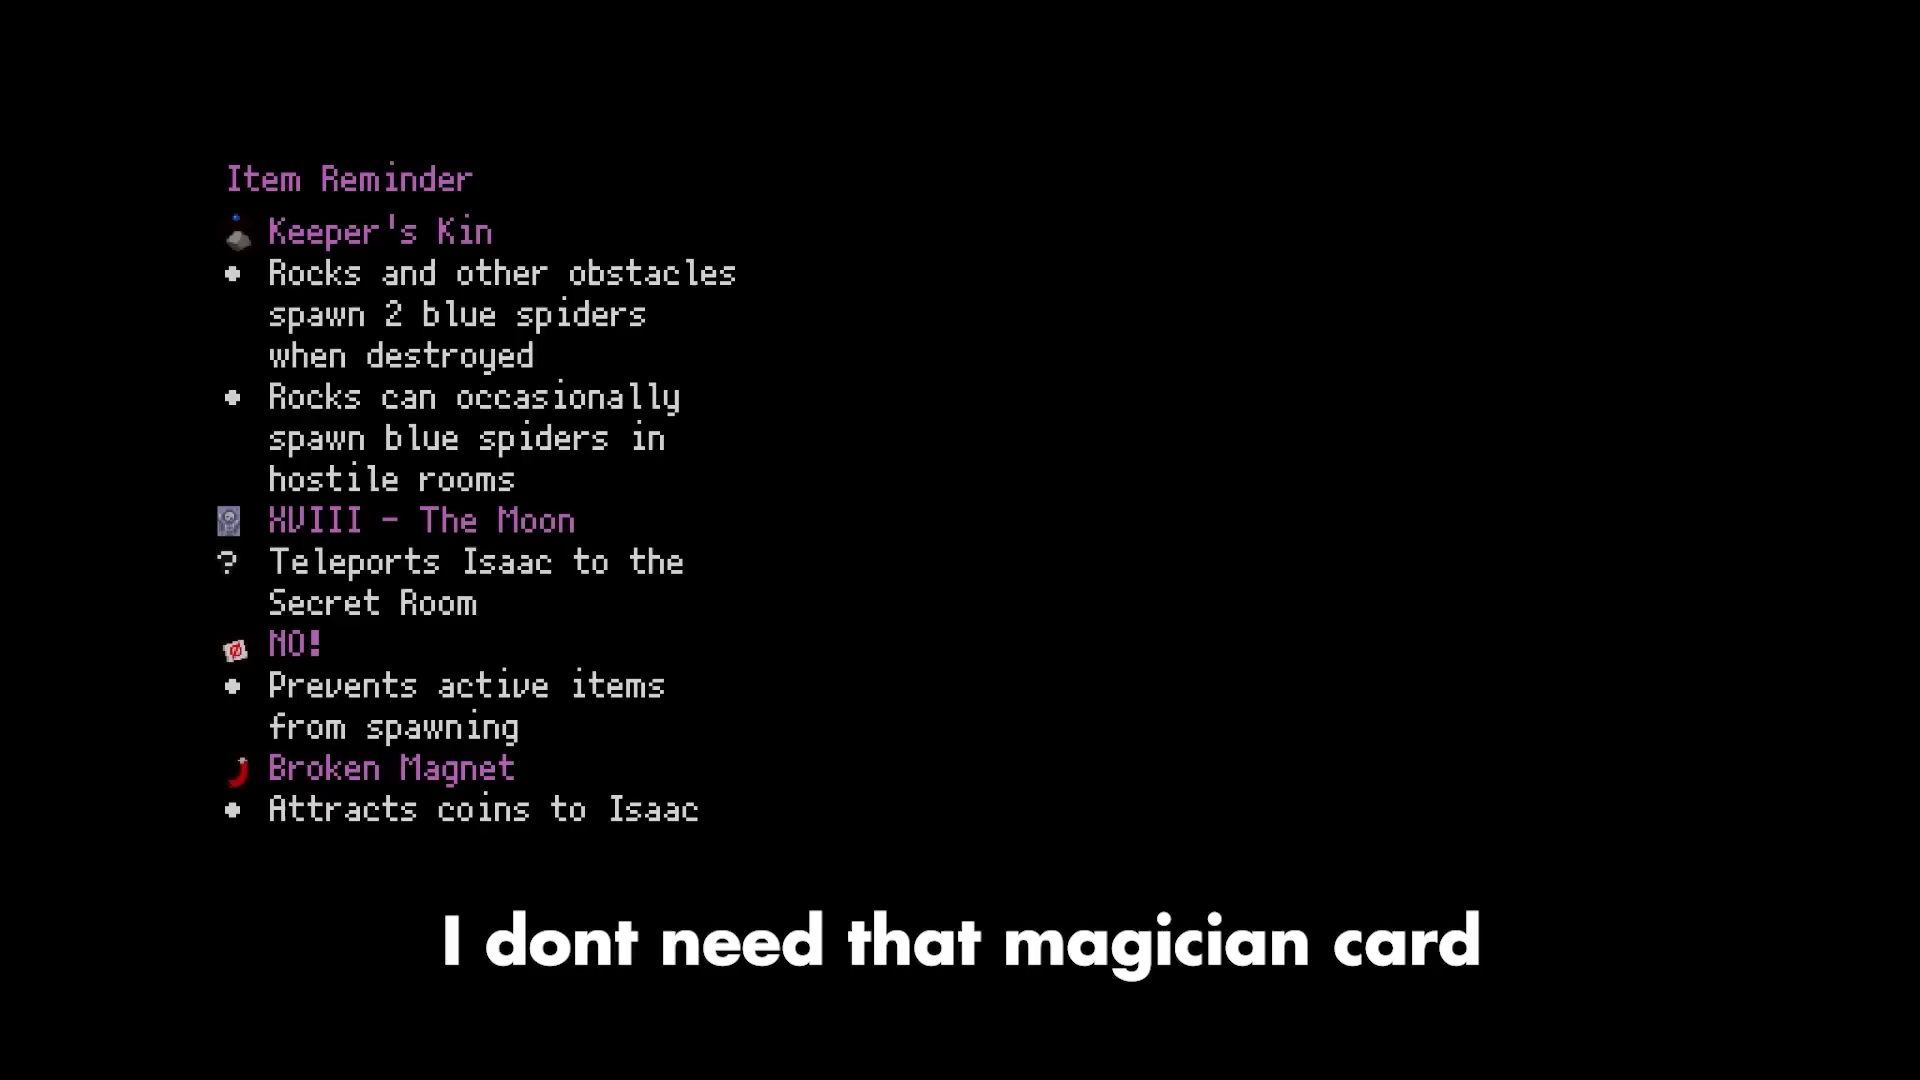 Item Reminder
Keeper's Kin
• Rocks and other obstacles
spawn 2 blue spiders
when destroyed
• Rocks can occasionally
spawn blue spiders in
hostile rooms
XVIII - The Moon
? Teleports Isaac to the
Secret Room
NO!
• Prevents active items
from spawning
Broken Magnet
• Attracts coins to Isaac
I dont need that magician card